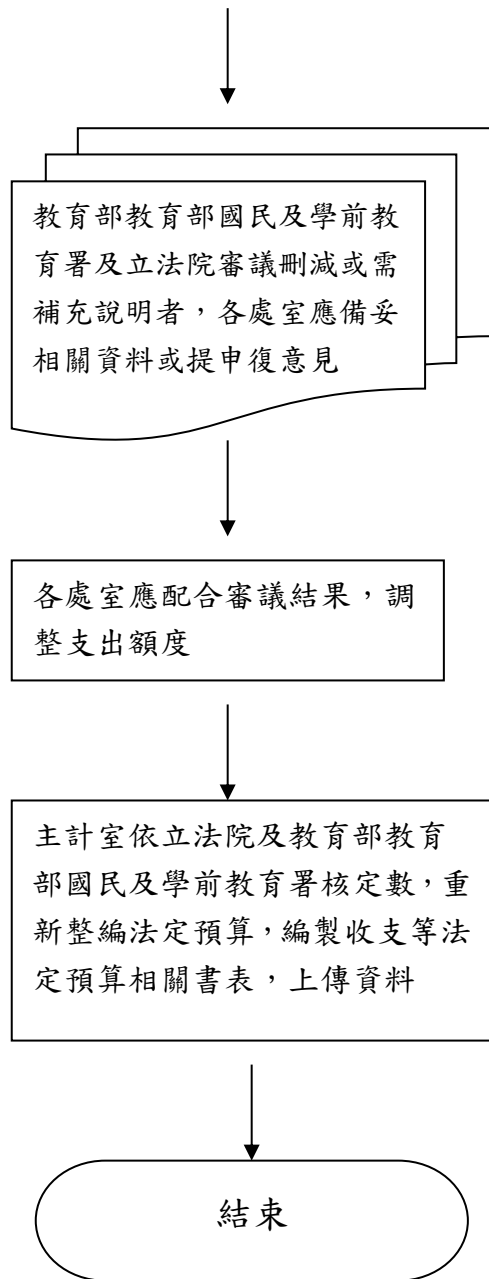 教育部教育部國民及學前教
育署及立法院審議刪減或需
補充說明者，各處室應備妥
相關資料或提申復意見
各處室應配合審議結果，調
整支出額度
主計室依立法院及教育部教育
部國民及學前教育署核定數，重
新整編法定預算，編製收支等法
定預算相關書表，上傳資料
結束